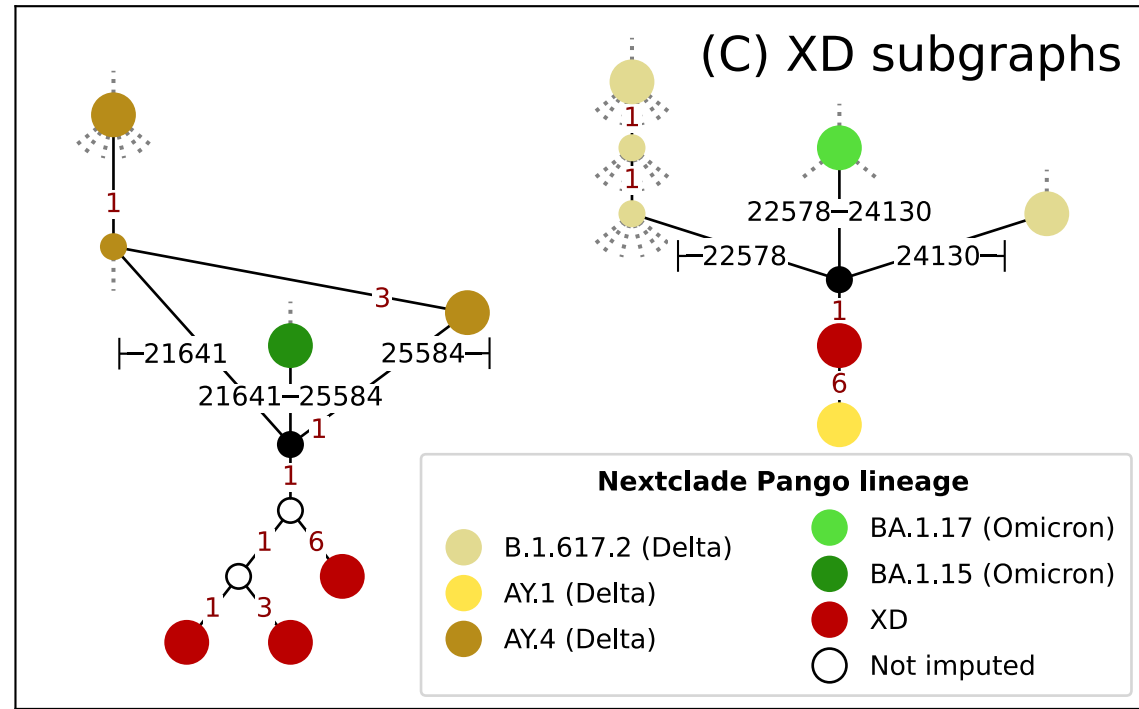 (C) XD subgraphs
1
1
1
22578−24130
−22578
24130−
3
1
−21641
25584−
6
21641−25584
1
1
1
6
1
3
Nextclade Pango lineage
B.1.617.2 (Delta)
AY.1 (Delta)
AY.4 (Delta)
BA.1.17 (Omicron)
BA.1.15 (Omicron)
XD
Not imputed